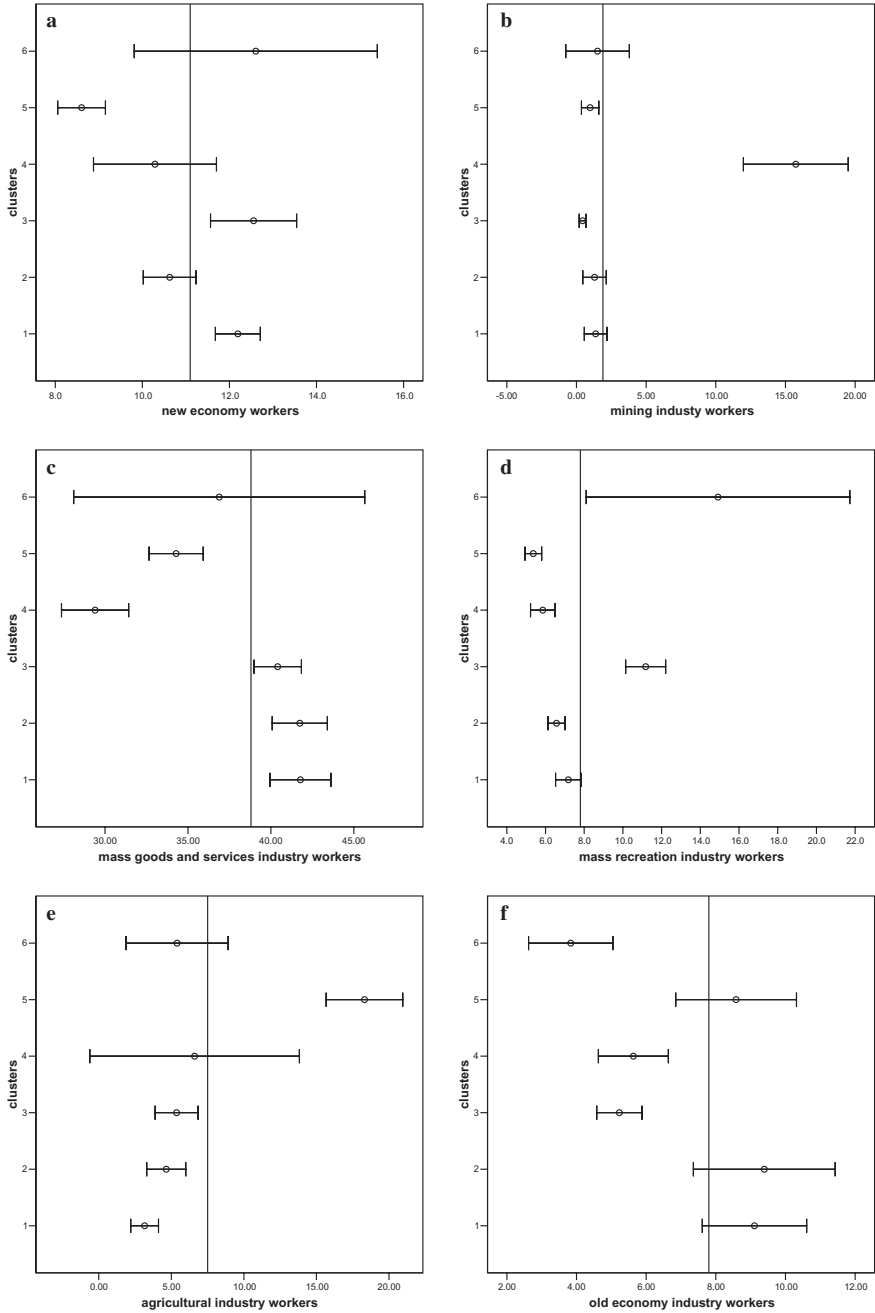 a
6
5
4
3
2
1
clusters
8.0 10.0 12.0 14.0 16.0
new economy workers
b
6
5
4
3
2
1
clusters
-5.00 0.00 5.00 10.00 15.00 20.00
mining industy workers
c
6
5
4
3
2
1
clusters
30.00 35.00 40.00 45.00
mass goods and services industry workers
d
6
5
4
3
2
1
clusters
4.0 6.0 8.0 10.0 12.0 14.0 16.0 18.0 20.0 22.0
mass recreation industry workers
e
6
5
4
3
2
1
clusters
0.00 5.00 10.00 15.00 20.00
agricultural industry workers
f
6
5
4
3
2
1
clusters
2.00 4.00 6.00 8.00 10.00 12.00
old economy industry workers